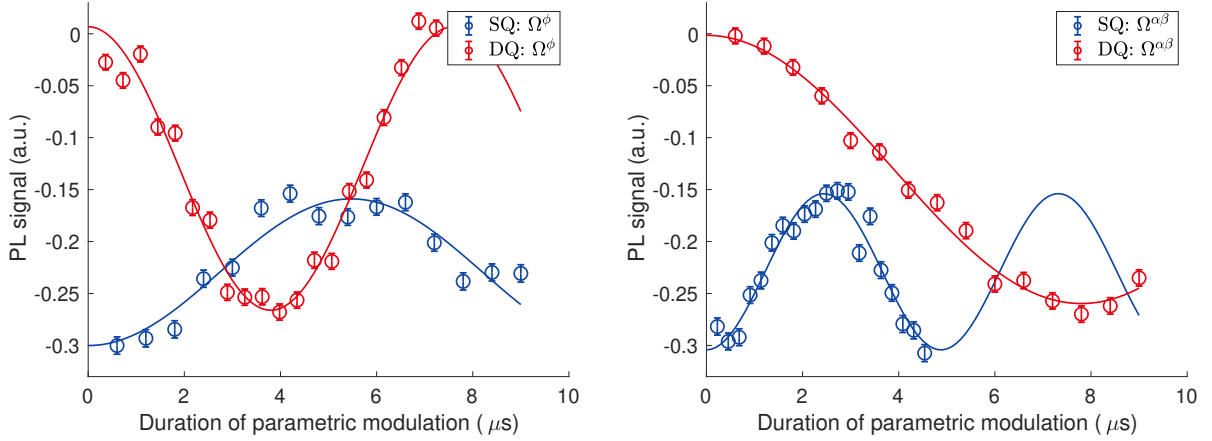 SQ: Ω^ϕ
DQ: Ω^ϕ
0
-0.05
-0.1
-0.15
-0.2
-0.25
-0.3
PL signal (a.u.)
0 2 4 6 8 10
Duration of parametric modulation ( μs)
SQ: Ω^{αβ}
DQ: Ω^{αβ}
0
-0.05
-0.1
-0.15
-0.2
-0.25
-0.3
PL signal (a.u.)
0 2 4 6 8 10
Duration of parametric modulation ( μs)